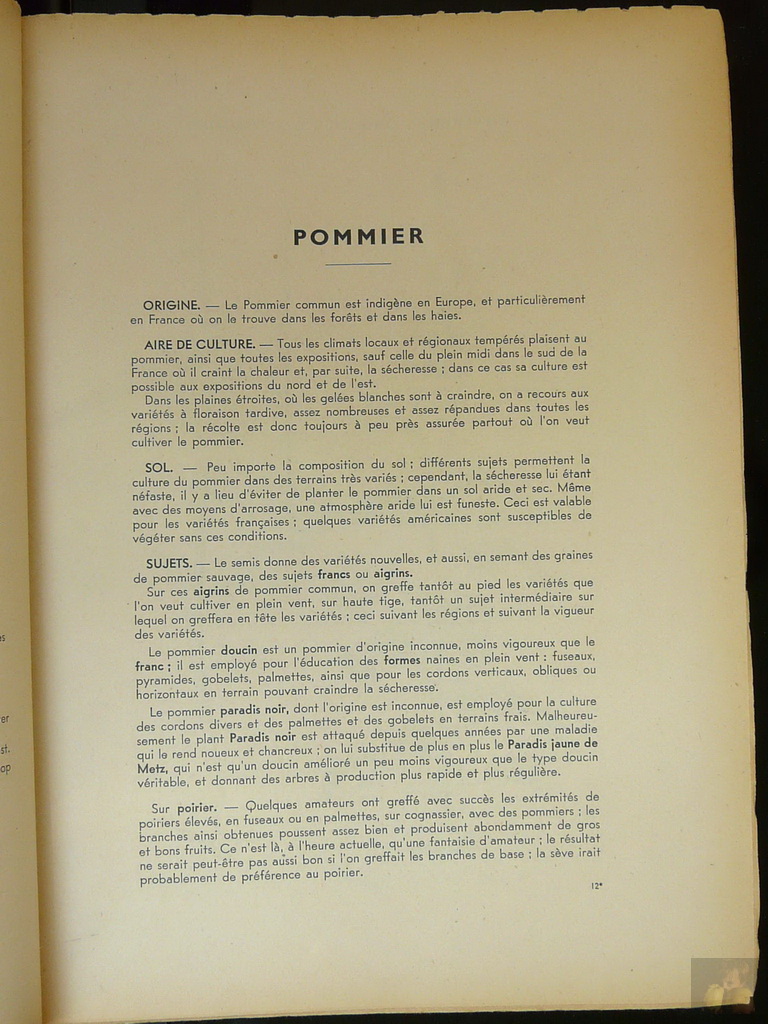 POMMIER
ORIGINE. — Le Pommier commun est indigène en Europe, et particulièrement
en France où on le trouve dans les forêts et dans les haies.
AIRE DE CULTURE. — Tous les climats locaux et régionaux tempérés plaisent au
pommier, ainsi que toutes les expositions, sauf celle du plein midi dans le sud de la
France où il craint la chaleur et, par suite, la sécheresse ; dans ce cas sa culture est
possible aux expositions du nord et de l'est.
Dans les plaines étroites, où les gelées blanches sont à craindre, on a recours aux
variétés à floraison tardive, assez nombreuses et assez répandues dans toutes les
régions ; la récolte est donc toujours à peu près assurée partout où l'on veut
cultiver le pommier.
SOL. — Peu importe la composition du sol ; différents sujets permettent la
culture du pommier dans des terrains très variés ; cependant, la sécheresse lui étant
néfaste, il y a lieu d'éviter de planter le pommier dans un sol aride et sec. Même
avec des moyens d'arrosage, une atmosphère aride lui est funeste. Ceci est valable
pour les variétés françaises ; quelques variétés américaines sont susceptibles de
végéter sans ces conditions.
SUJETS. — Le semis donne des variétés nouvelles, et aussi, en semant des graines
de pommier sauvage, des sujets francs ou aigrins.
Sur ces aigrins de pommier commun, on greffe tantôt au pied les variétés que
l'on veut cultiver en plein vent, sur haute tige, tantôt un sujet intermédiaire sur
lequel on greffera en tête les variétés ; ceci suivant les régions et suivant la vigueur
des variétés.
Le pommier doucin est un pommier d'origine inconnue, moins vigoureux que le
franc ; il est employé pour l'éducation des formes naines en plein vent : fuseaux,
pyramides, gobelets, palmettes, ainsi que pour les cordons verticaux, obliques ou
horizontaux en terrain pouvant craindre la sécheresse.
Le pommier paradis noir, dont l'origine est inconnue, est employé pour la culture
des cordons divers et des palmettes et des gobelets en terrains frais. Malheureu-
sement le plant Paradis noir est attaqué depuis quelques années par une maladie
qui le rend noueux et chancreux ; on lui substitue de plus en plus le Paradis jaune de
Metz, qui n'est qu'un doucin amélioré un peu moins vigoureux que le type doucin
véritable, et donnant des arbres à production plus rapide et plus régulière.
Sur poirier. — Quelques amateurs ont greffé avec succès les extrémités de
poiriers élevés, en fuseaux ou en palmettes, sur cognassier, avec des pommiers ; les
branches ainsi obtenues poussent assez bien et produisent abondamment de gros
et bons fruits. Ce n'est là, à l'heure actuelle, qu'une fantaisie d'amateur ; le résultat
ne serait peut-être pas aussi bon si l'on greffait les branches de base ; la sève irait
probablement de préférence au poirier.
12*
st.